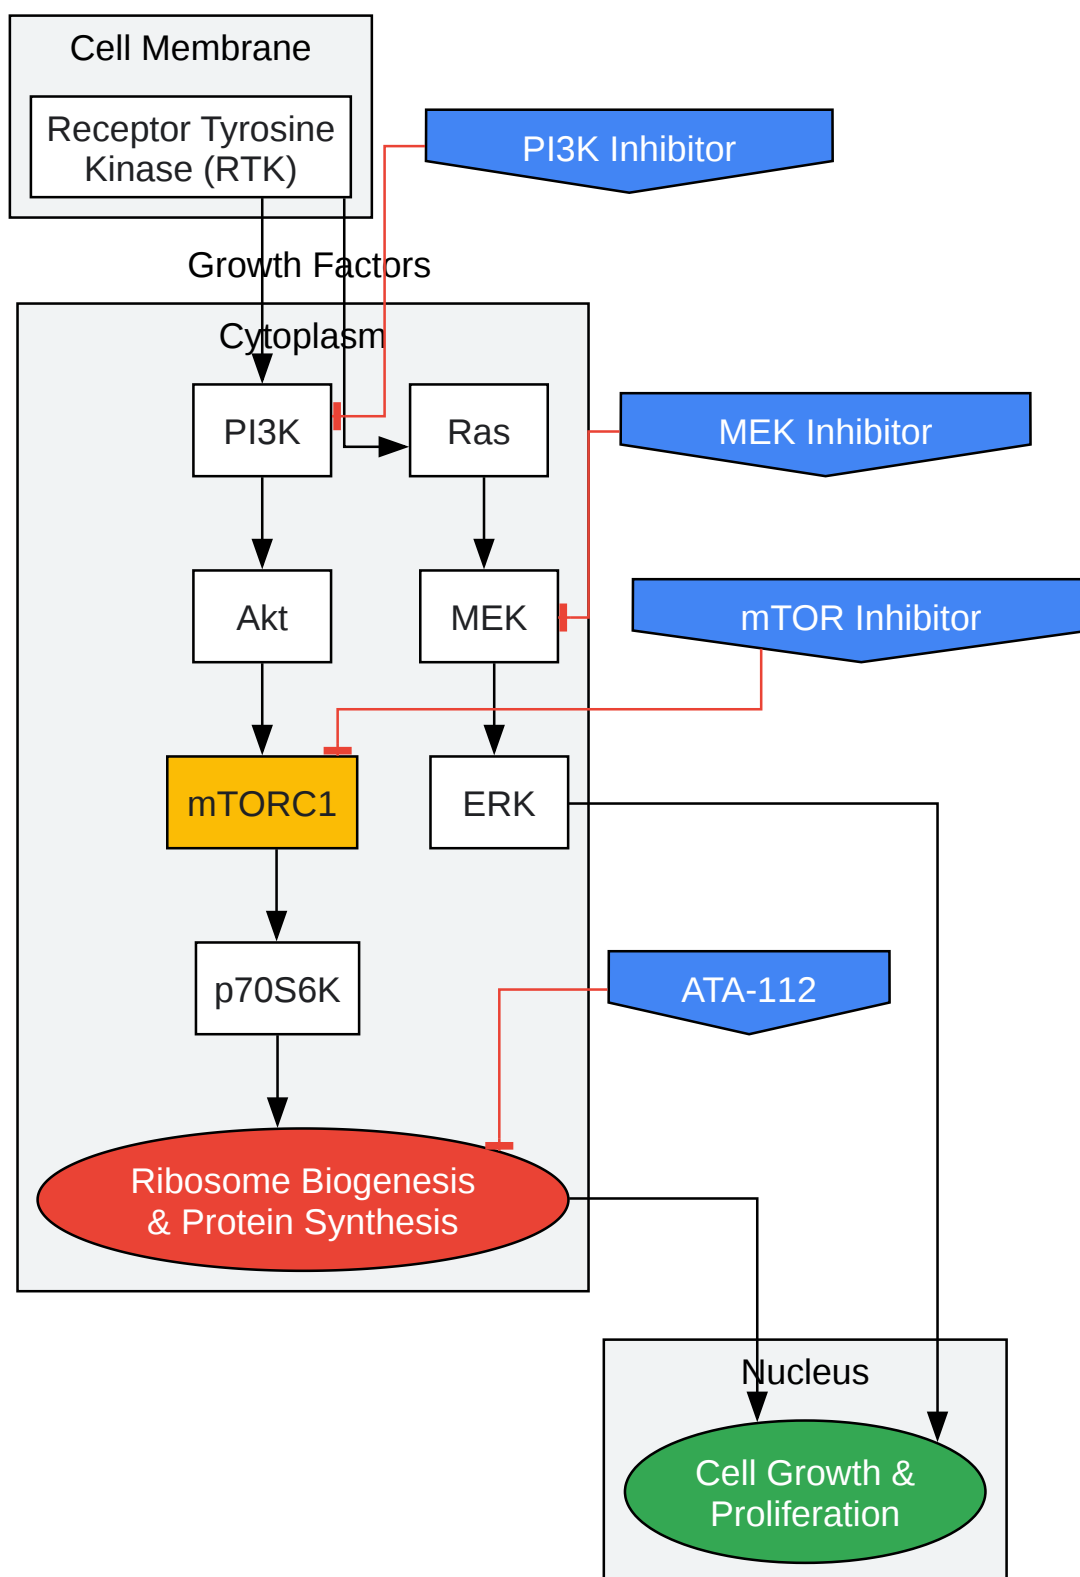 Cell Membrane
Receptor Tyrosine
Kinase (RTK)
PI3K Inhibitor
Growth Factors
Cytoplasm
PI3K
Ras
MEK Inhibitor
Akt
MEK
mTOR Inhibitor
mTORC1
ERK
p70S6K
ATA-112
Ribosome Biogenesis
& Protein Synthesis
Nucleus
Cell Growth &
Proliferation